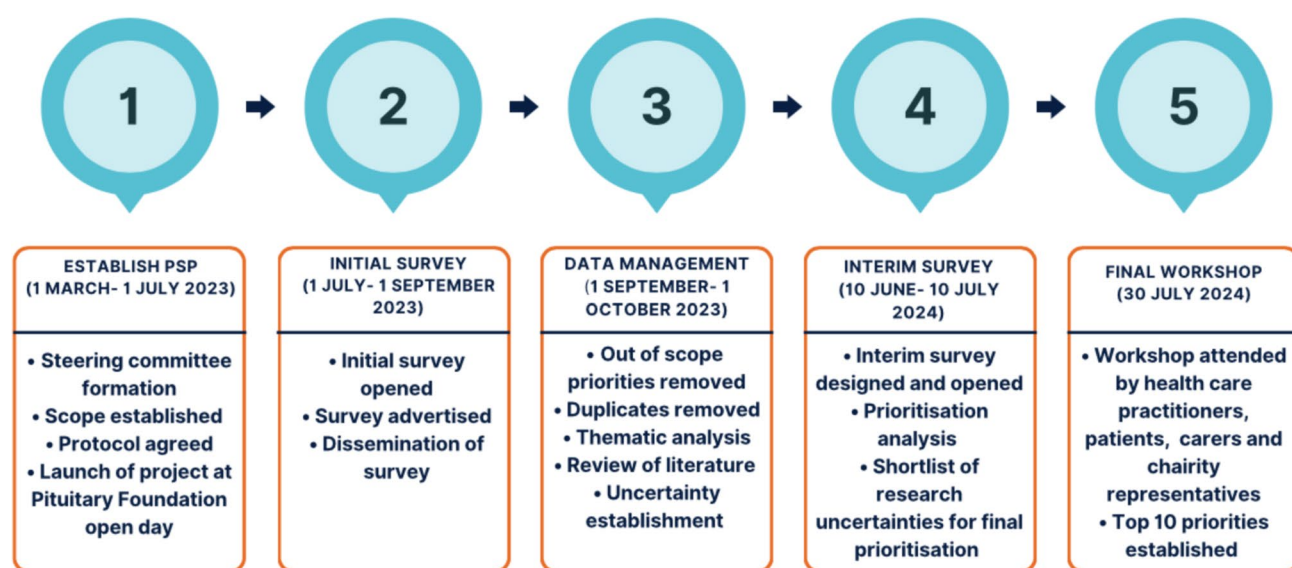 1
2
3
4
5
ESTABLISH PSP
(1 MARCH- 1 JULY 2023)
• Steering committee
formation
• Scope established
• Protocol agreed
• Launch of project at
Pituitary Foundation
open day
INITIAL SURVEY
(1 JULY- 1 SEPTEMBER
2023)
• Initial survey
opened
• Survey advertised
• Dissemination of
survey
DATA MANAGEMENT
(1 SEPTEMBER- 1
OCTOBER 2023)
• Out of scope
priorities removed
• Duplicates removed
• Thematic analysis
• Review of literature
• Uncertainty
establishment
INTERIM SURVEY
(10 JUNE- 10 JULY
2024)
• Interim survey
designed and opened
• Prioritisation
analysis
• Shortlist of
research
uncertainties for final
prioritisation
FINAL WORKSHOP
(30 JULY 2024)
• Workshop attended
by health care
practitioners,
patients, carers and
chairity
representatives
• Top 10 priorities
established